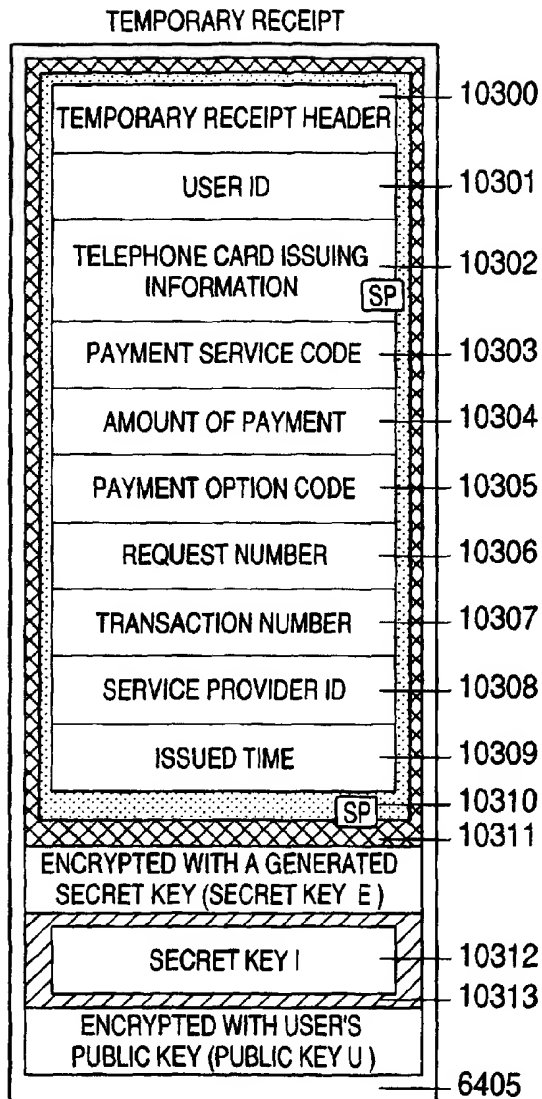 TEMPORARY RECEIPT
TEMPORARY RECEIPT HEADER
10300
USER ID
10301
TELEPHONE CARD ISSUING
INFORMATION
10302
SP
PAYMENT SERVICE CODE
10303
AMOUNT OF PAYMENT
10304
PAYMENT OPTION CODE
10305
REQUEST NUMBER
10306
TRANSACTION NUMBER
10307
SERVICE PROVIDER ID
10308
ISSUED TIME
10309
SP
10310
10311
ENCRYPTED WITH A GENERATED
SECRET KEY (SECRET KEY E)
SECRET KEY I
10312
10313
ENCRYPTED WITH USER'S
PUBLIC KEY (PUBLIC KEY U)
6405